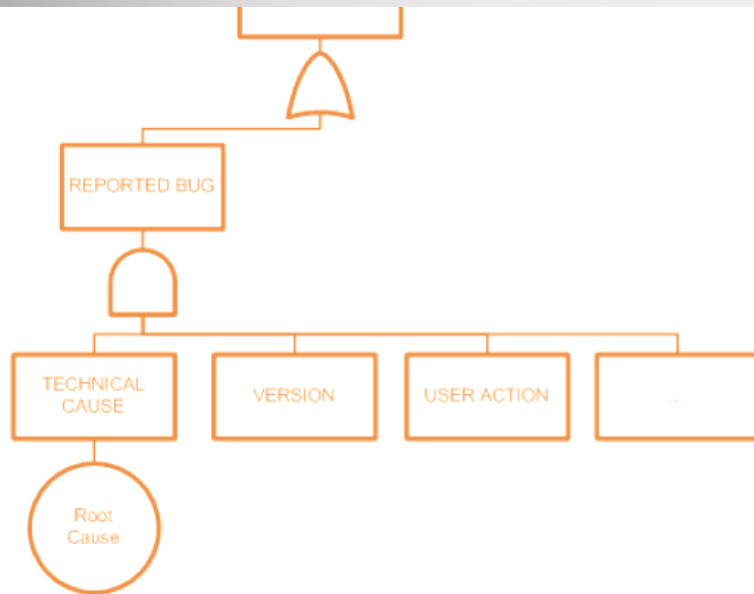 REPORTED BUG
TECHNICAL
CAUSE
VERSION
USER ACTION
...
Root
Cause